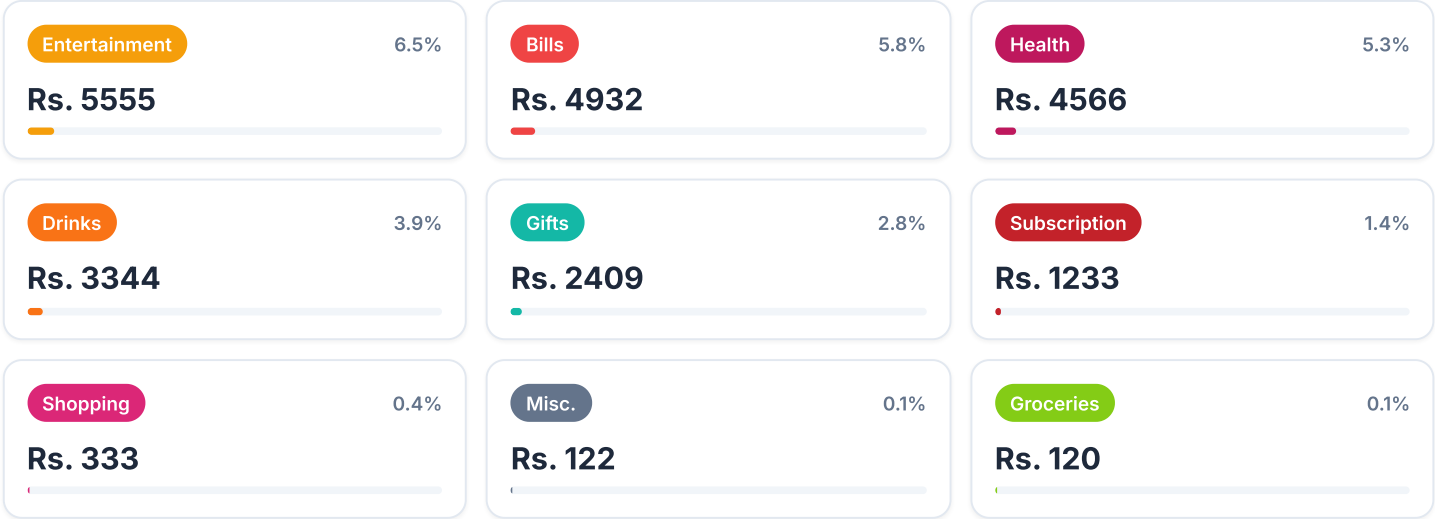 Entertainment 6.5%
Rs. 5555
Bills 5.8%
Rs. 4932
Health 5.3%
Rs. 4566
Drinks 3.9%
Rs. 3344
Gifts 2.8%
Rs. 2409
Subscription 1.4%
Rs. 1233
Shopping 0.4%
Rs. 333
Misc. 0.1%
Rs. 122
Groceries 0.1%
Rs. 120